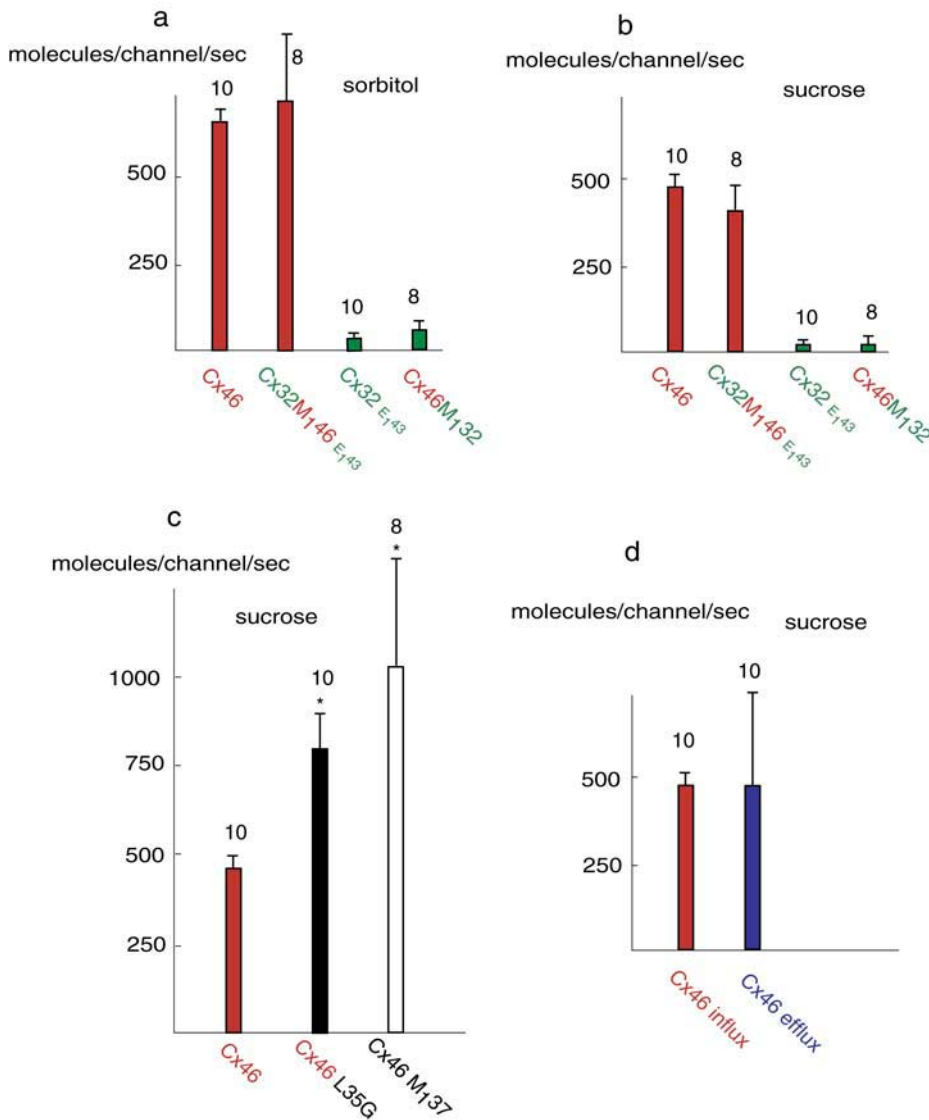 a
molecules/channel/sec
8
10
sorbitol
500
250
10
8
Cx46
Cx32M₁46 E₁43
Cx32 E₁43
Cx46M₁32
b
molecules/channel/sec
sucrose
10
8
500
250
10
8
Cx46
Cx32M₁46 E₁43
Cx32 E₁43
Cx46M₁32
c
8
*
molecules/channel/sec
sucrose
1000
10
*
750
10
500
250
Cx46
Cx46 L35G
Cx46 M₁37
d
molecules/channel/sec
sucrose
10
10
500
250
Cx46 influx
Cx46 efflux